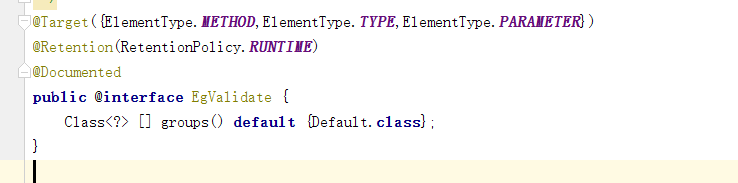 @Target({ElementType.METHOD,ElementType.TYPE,ElementType.PARAMETER})
@Retention(RetentionPolicy.RUNTIME)
@Documented
public @interface EgValidate {
    Class<?> [] groups() default {Default.class};
}